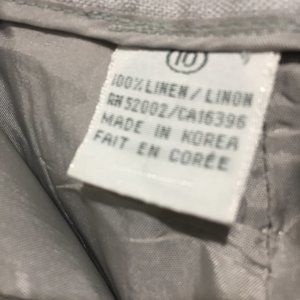 10
100% LINEN / LINON
RN 52002/CA16396
MADE IN KOREA
FAIT EN CORÉE